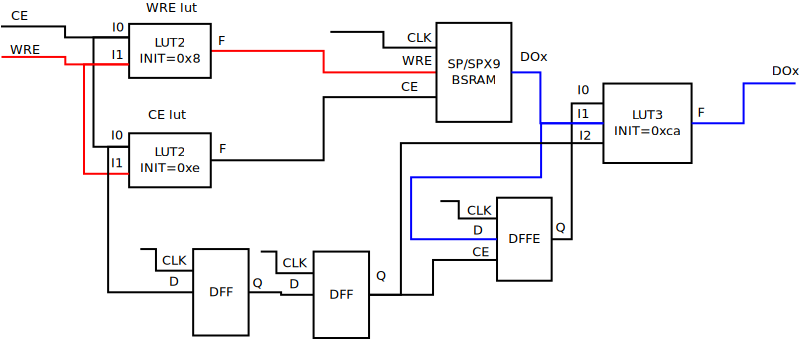 WRE lut
CE
I0
LUT2
INIT=0x8
F
WRE
I1
CLK
WRE
CE
SP/SPX9
BSRAM
DOx
I0
I1
I2
LUT3
INIT=0xca
F
DOx
CE lut
I0
I1
LUT2
INIT=0xe
F
CLK
D
CE
DFFE
Q
CLK
D
DFF
Q
CLK
D
DFF
Q